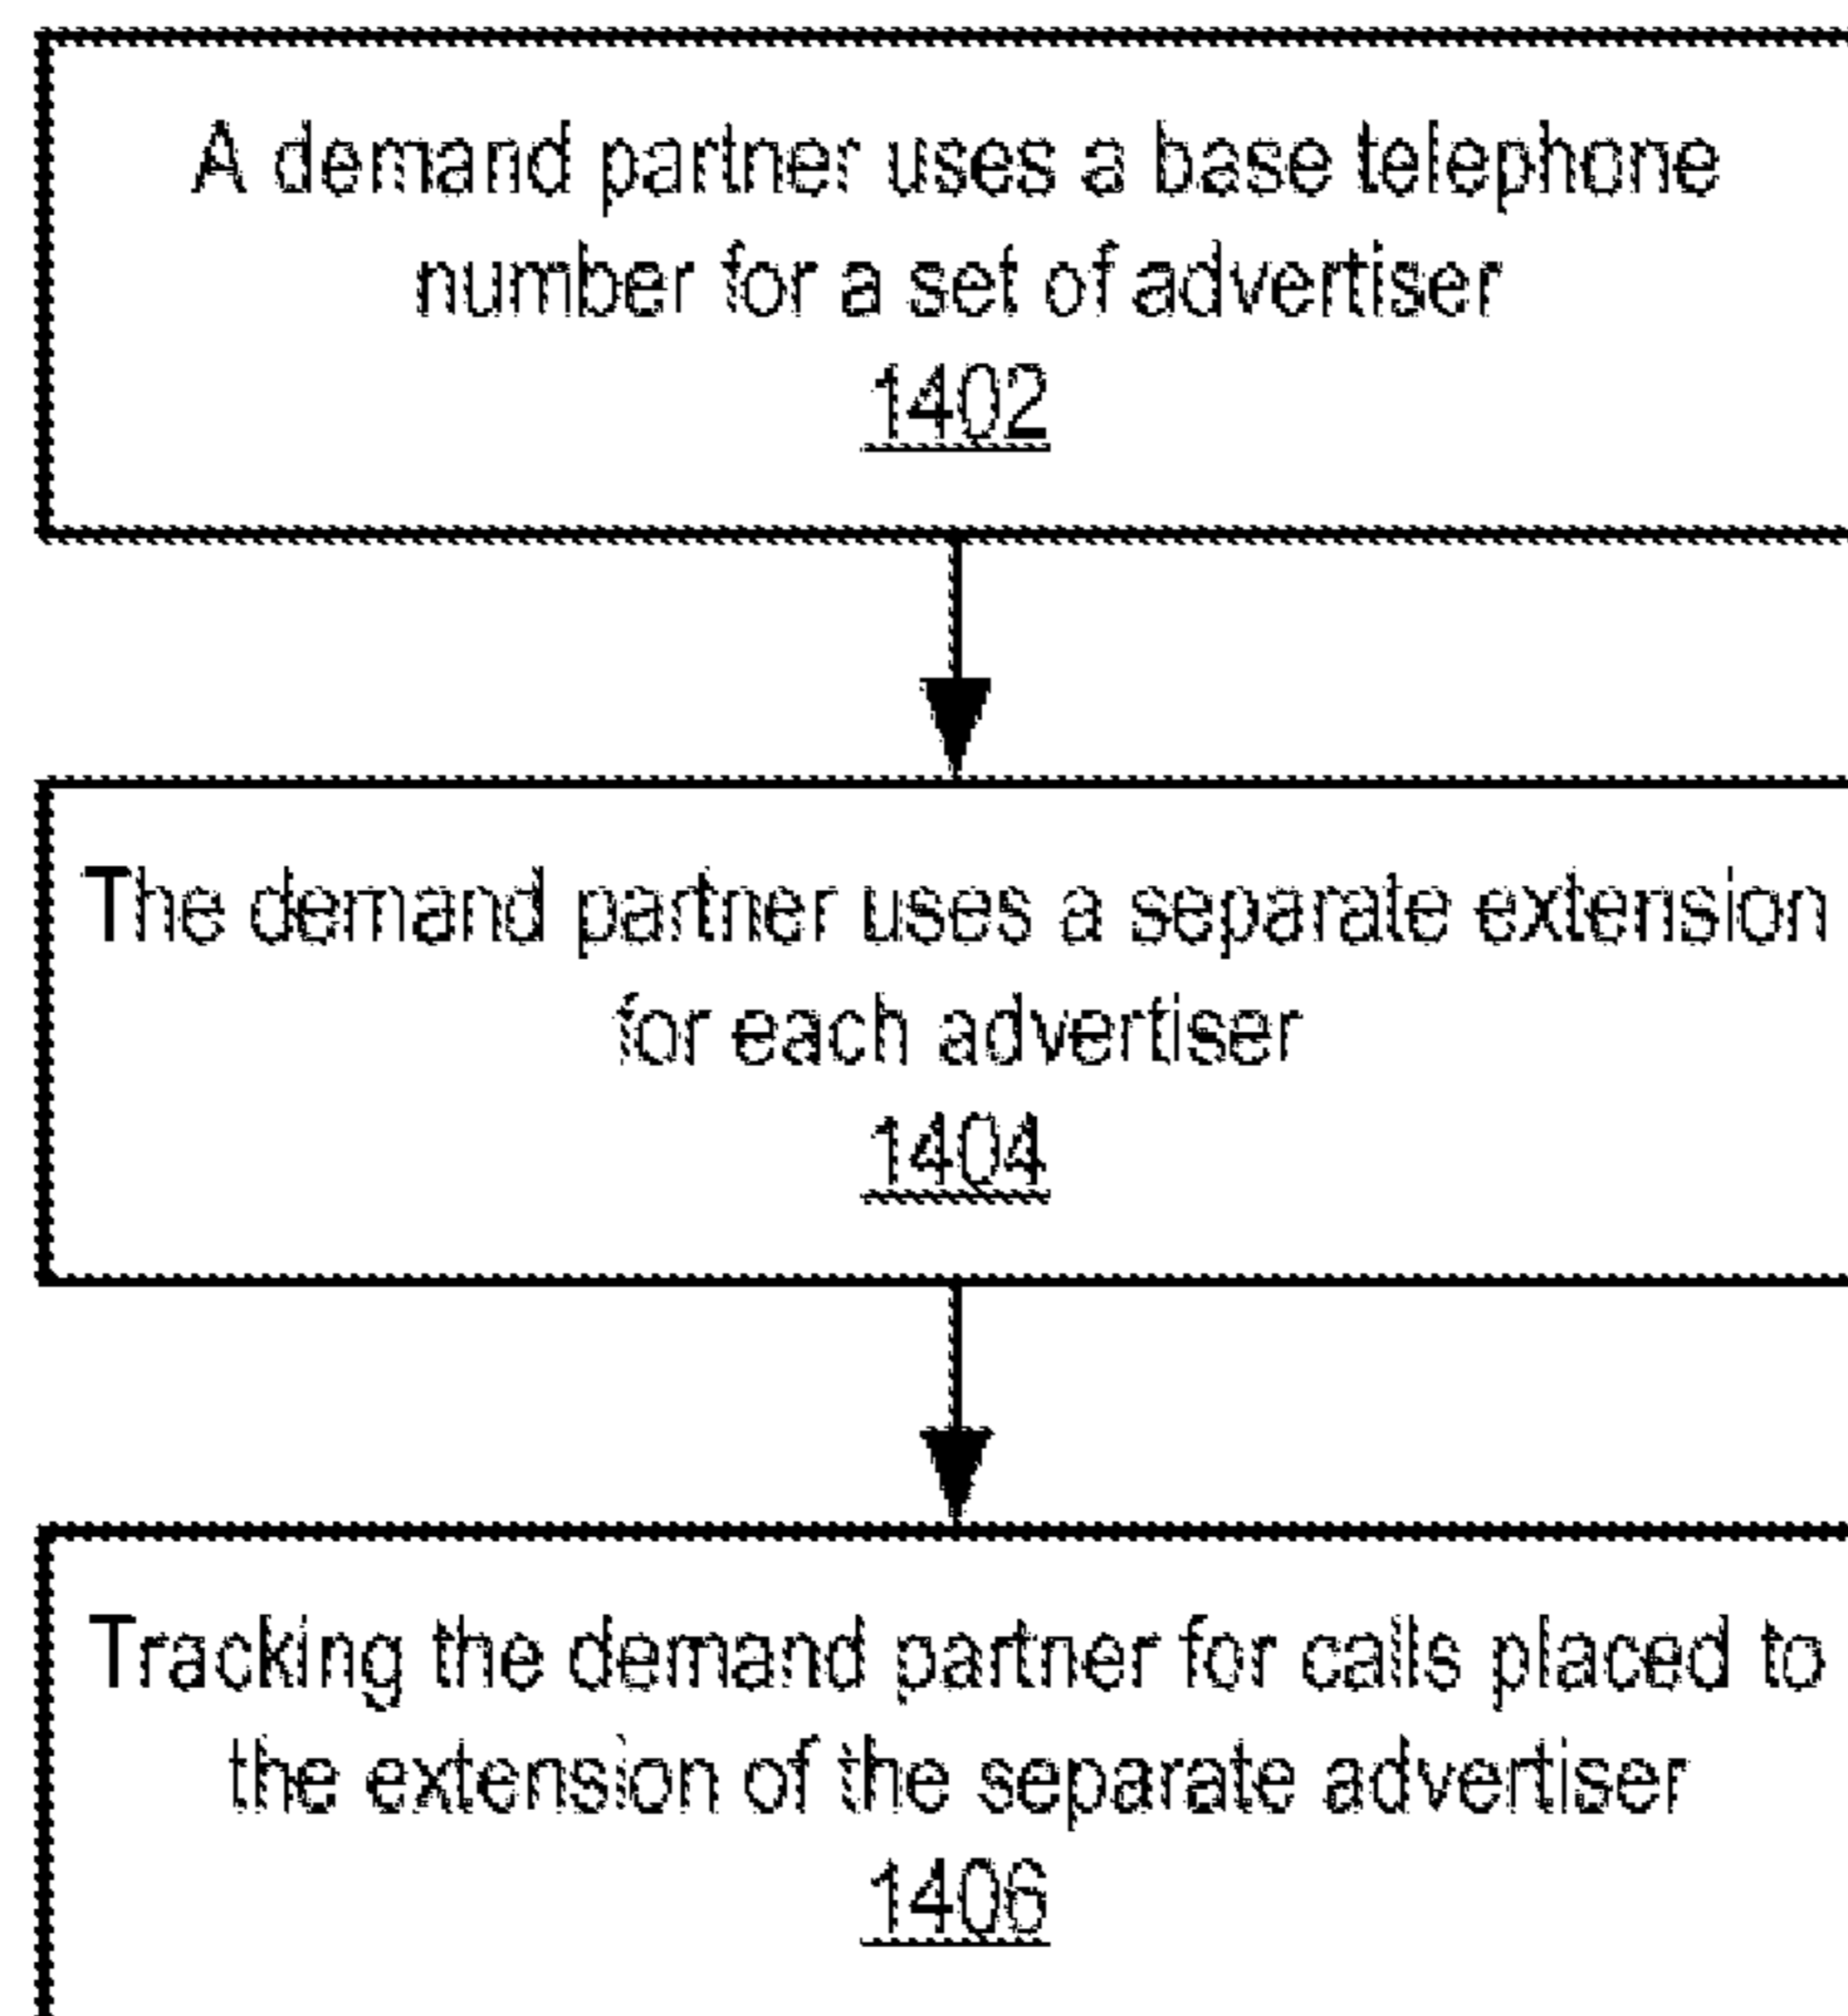 A demand partner uses a base telephone
number for a set of advertiser
1402
The demand partner uses a separate extension
for each advertiser
1404
Tracking the demand partner for calls placed to
the extension of the separate advertiser
1406